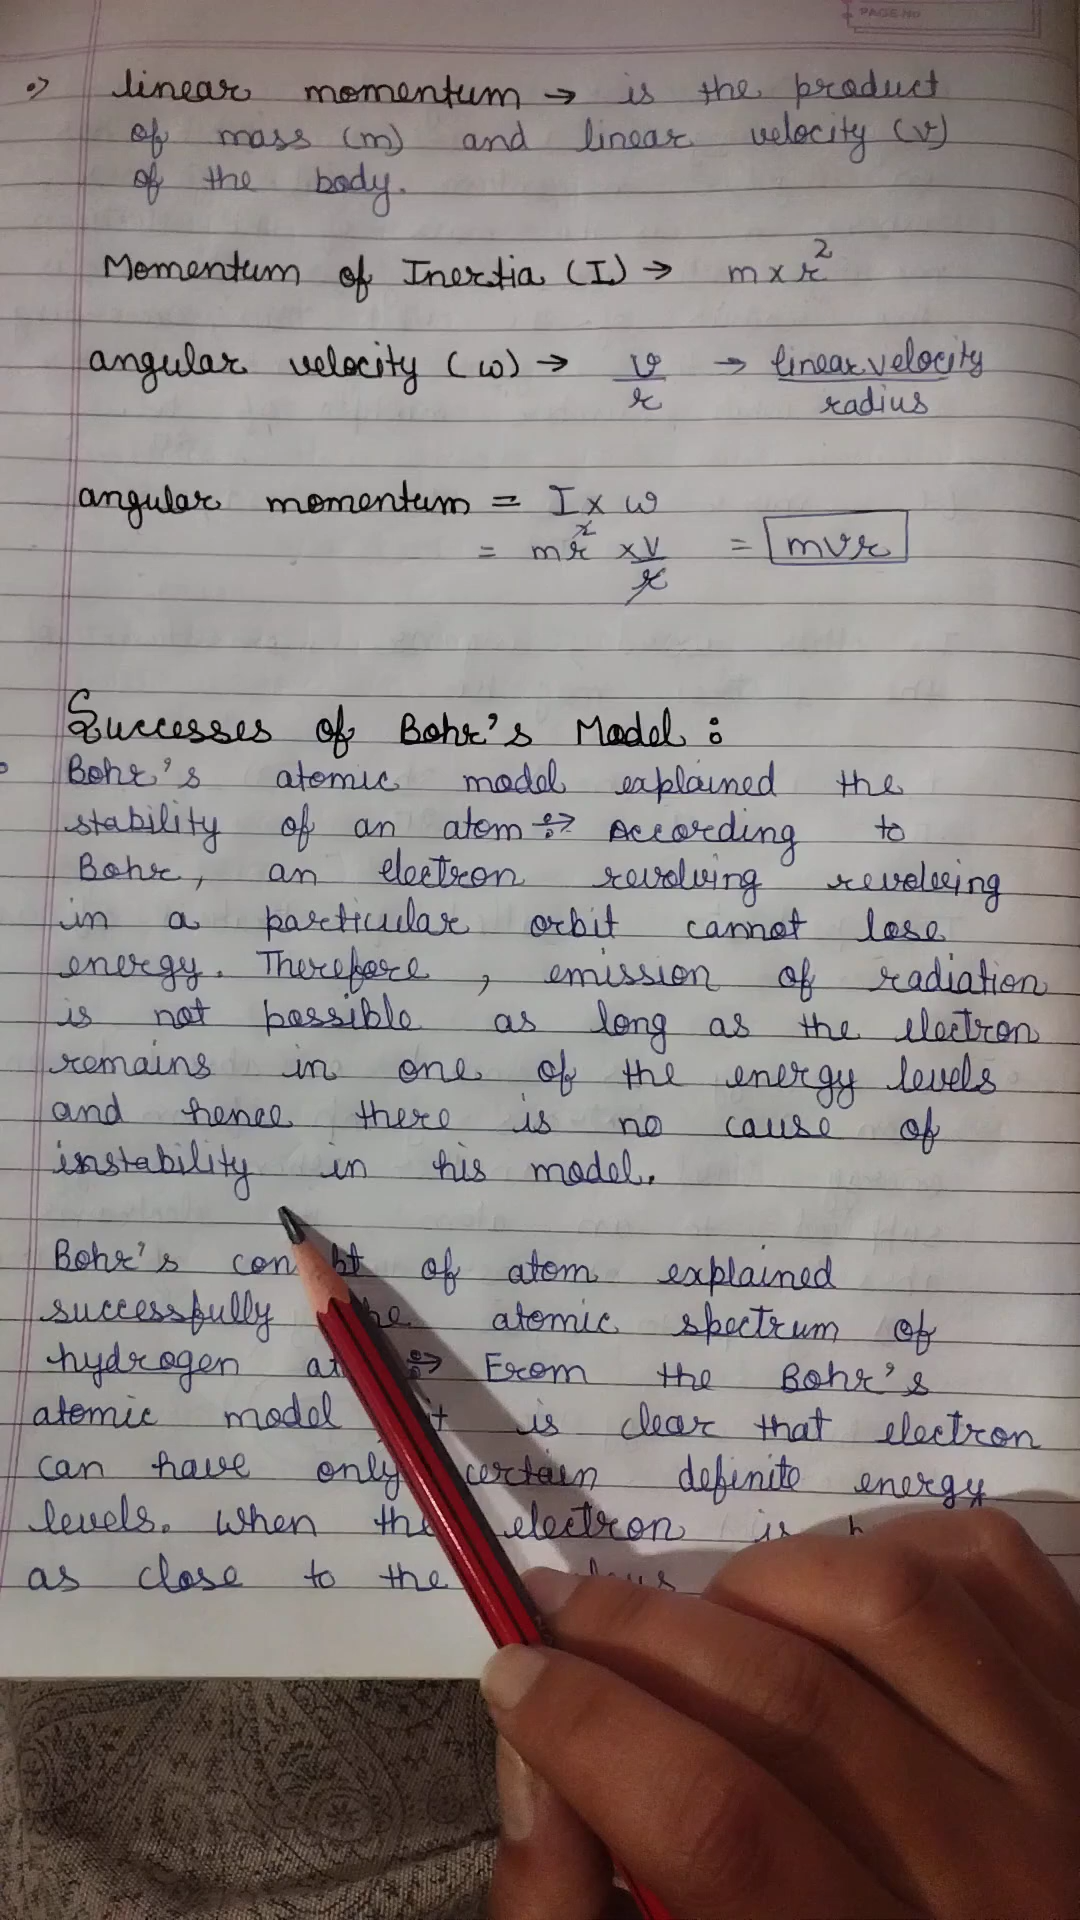 PAGE NO
linear momentum → is the product
of mass (m) and linear velocity (v)
of the body.
Momentum of Inertia (I) → m x r²
angular velocity (ω) → v/r → linear velocity/radius
angular momentum = I x ω
= mr² x v/r = mvr
Successes of Bohr's Model :
Bohr's atomic model explained the
stability of an atom ⇒ According to
Bohr, an electron revolving revolving
in a particular orbit cannot lose
energy. Therefore, emission of radiation
is not possible as long as the electron
remains in one of the energy levels
and hence there is no cause of
instability in his model.
Bohr's of atom explained
successfully atomic spectrum of
hydrogen ⇒ From the Bohr's
atomic model it is clear that electron
can have only certain definite energy
levels. When the electron is
as close to the